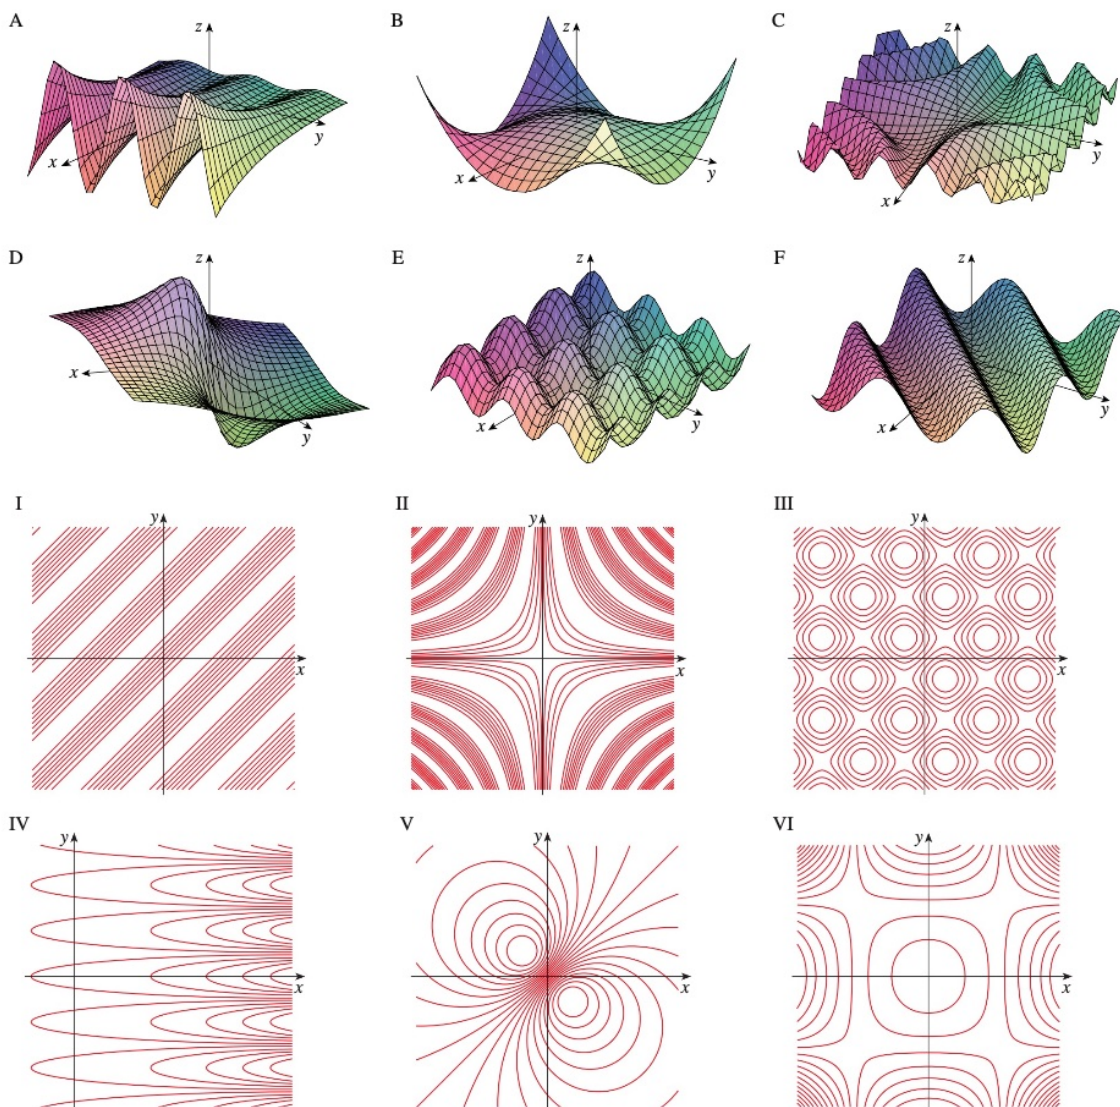 A B C
z z z
x y x y x y
D E F
z z z
x y x y x y
I II III
y y y
x x x
IV V VI
y y y
x x x